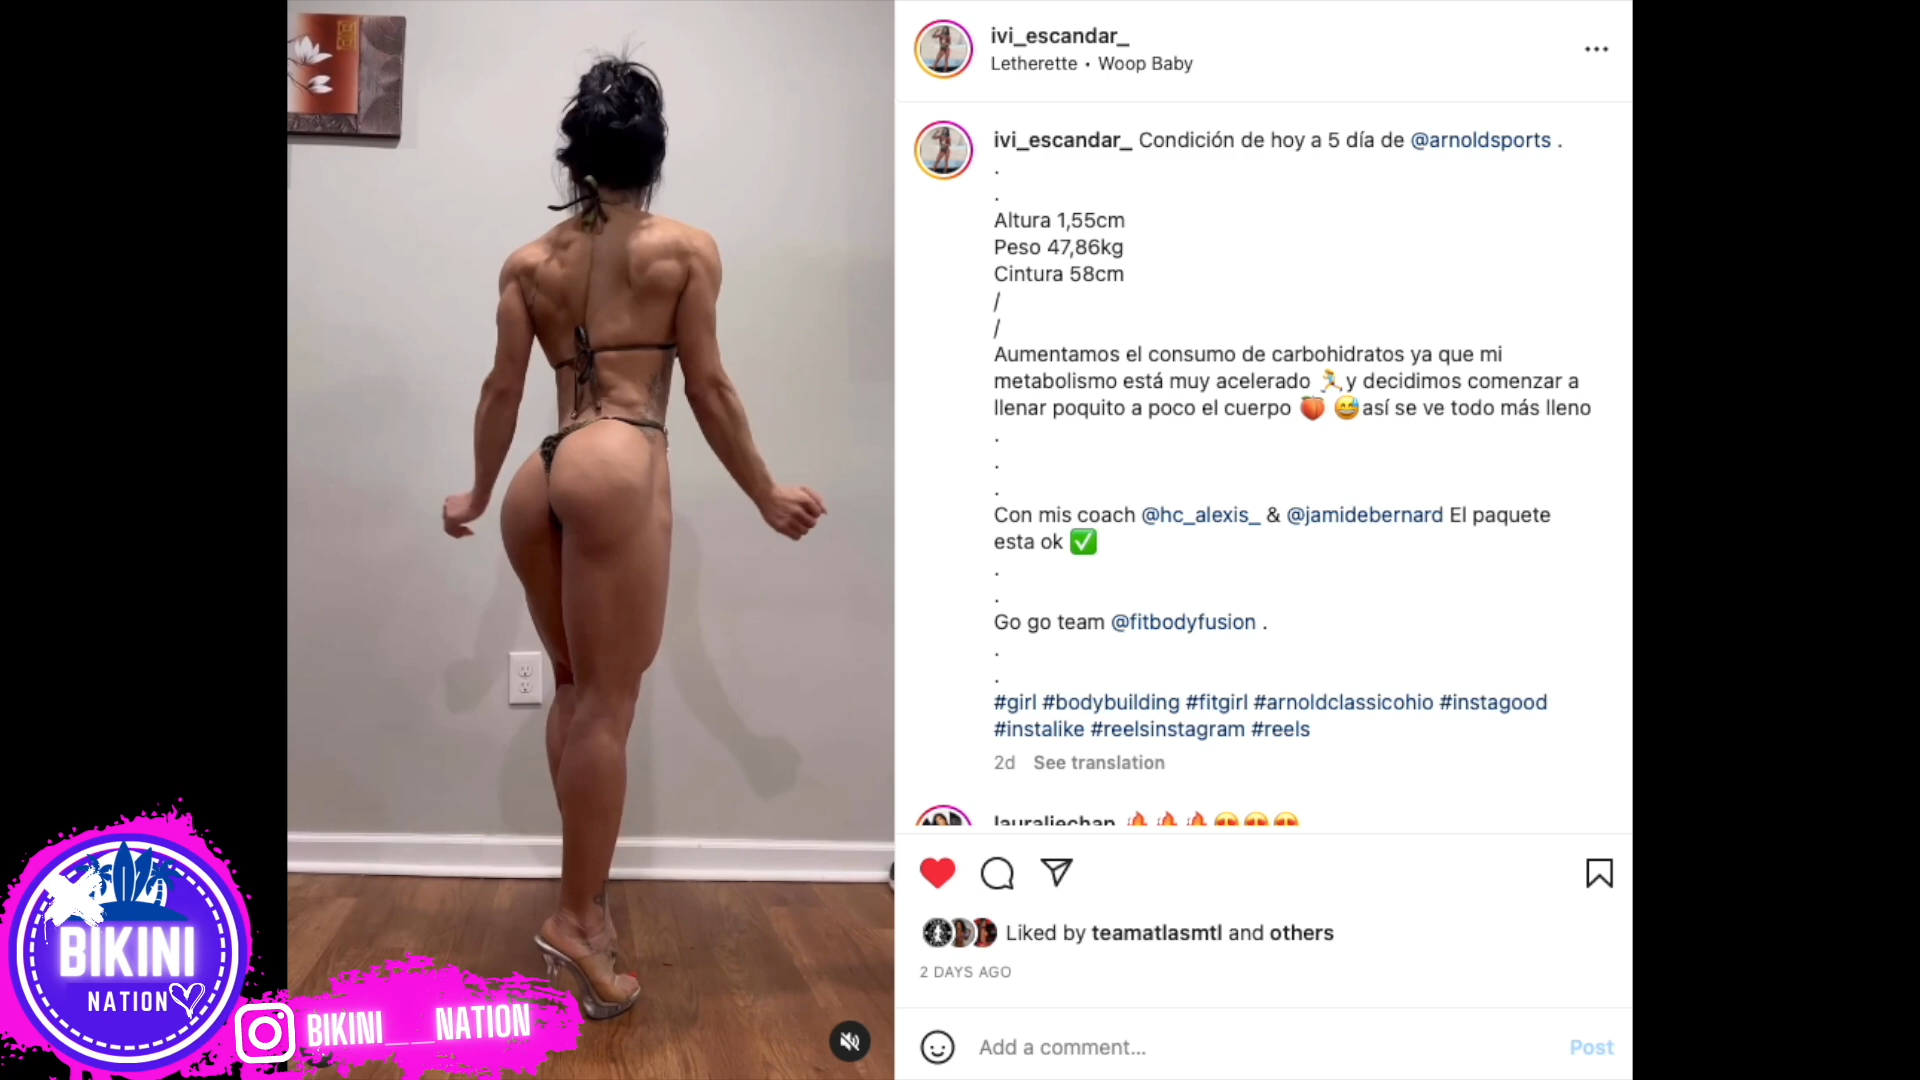 ivi_escandar_
Letherette • Woop Baby
ivi_escandar_ Condición de hoy a 5 día de @arnoldsports .
.
.
Altura 1,55cm
Peso 47,86kg
Cintura 58cm
/
/
Aumentamos el consumo de carbohidratos ya que mi
metabolismo está muy acelerado 🏃‍♀️y decidimos comenzar a
llenar poquito a poco el cuerpo 🍑 😅así se ve todo más lleno
.
.
.
Con mis coach @hc_alexis_ & @jamidebernard El paquete
esta ok ✅
.
.
Go go team @fitbodyfusion .
.
.
#girl #bodybuilding #fitgirl #arnoldclassicohio #instagood
#instalike #reelsinstagram #reels
2d See translation
lauraliechan 🔥🔥🔥😍😍😍
Liked by teamatlasmtl and others
2 DAYS AGO
Add a comment...
Post
BIKINI
NATION
BIKINI__NATION